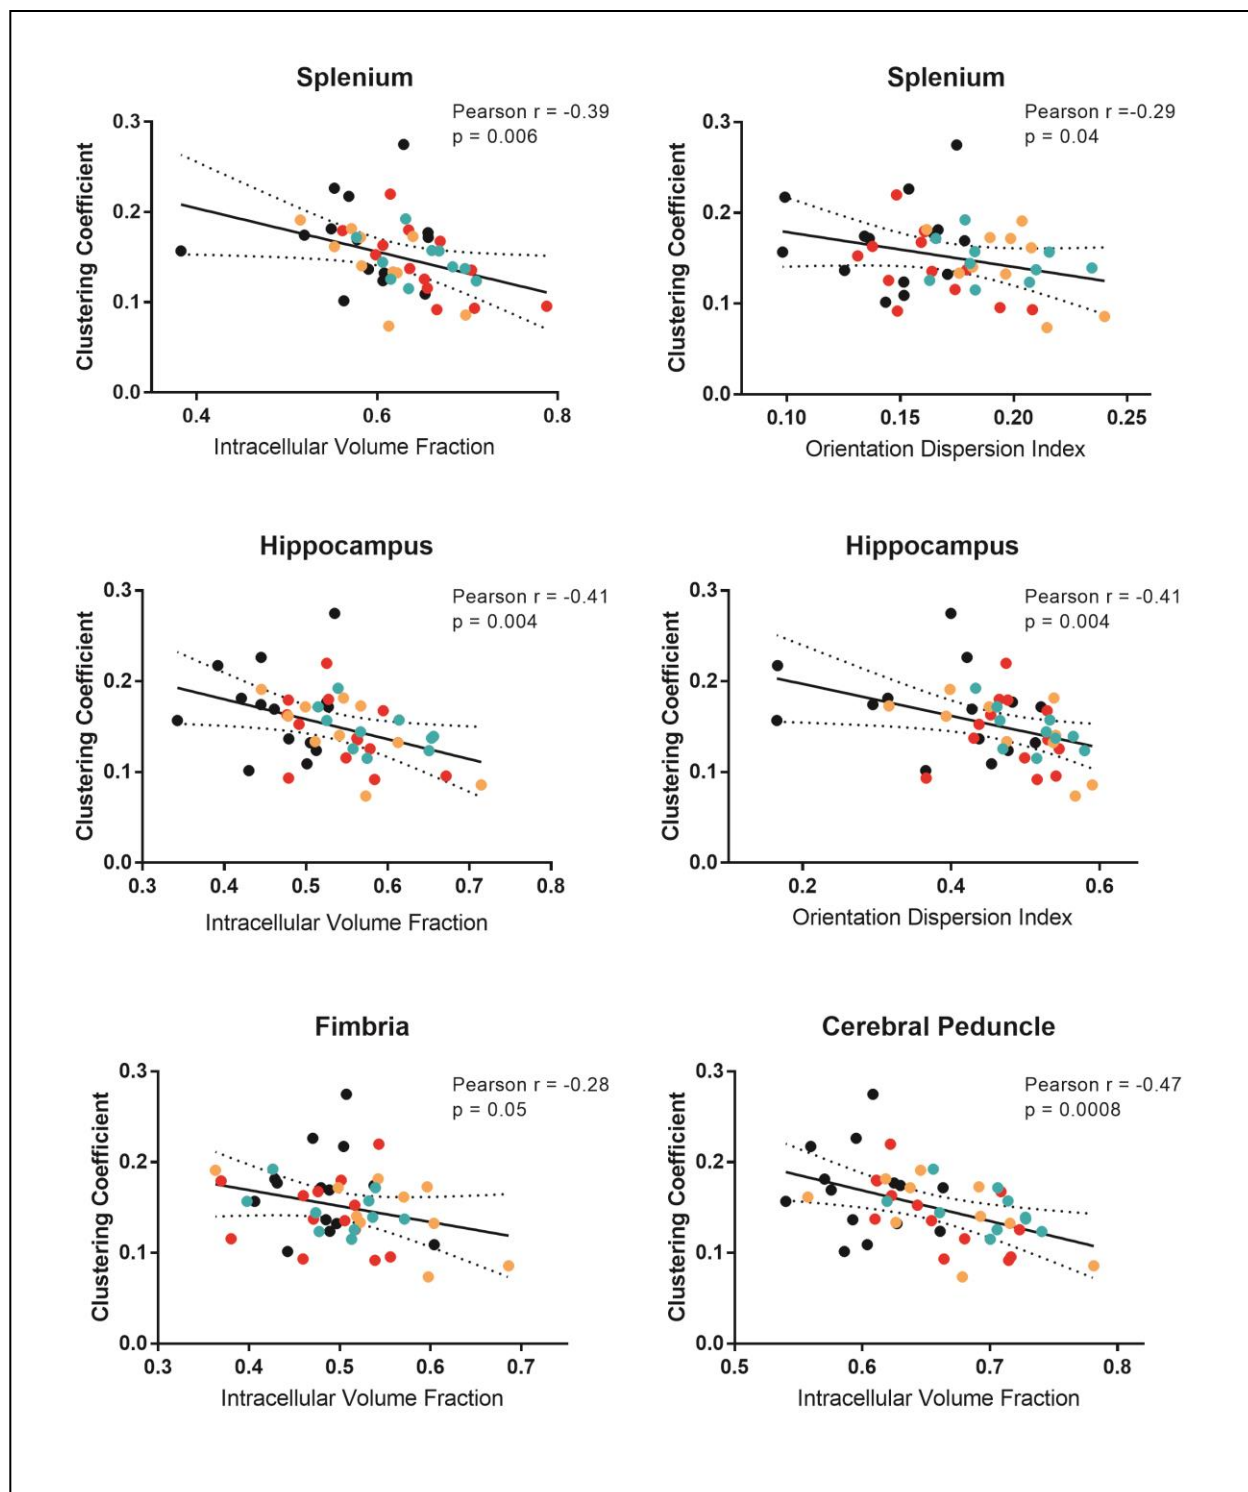 Splenium
Pearson r = -0.39
p = 0.006
0.3
0.2
0.1
0.0
Clustering Coefficient
0.4 0.6 0.8
Intracellular Volume Fraction
Splenium
Pearson r =-0.29
p = 0.04
0.3
0.2
0.1
0.0
Clustering Coefficient
0.10 0.15 0.20 0.25
Orientation Dispersion Index
Hippocampus
Pearson r = -0.41
p = 0.004
0.3
0.2
0.1
0.0
Clustering Coefficient
0.3 0.4 0.5 0.6 0.7 0.8
Intracellular Volume Fraction
Hippocampus
Pearson r = -0.41
p = 0.004
0.3
0.2
0.1
0.0
Clustering Coefficient
0.2 0.4 0.6
Orientation Dispersion Index
Fimbria
Pearson r = -0.28
p = 0.05
0.3
0.2
0.1
0.0
Clustering Coefficient
0.3 0.4 0.5 0.6 0.7
Intracellular Volume Fraction
Cerebral Peduncle
Pearson r = -0.47
p = 0.0008
0.3
0.2
0.1
0.0
Clustering Coefficient
0.5 0.6 0.7 0.8
Intracellular Volume Fraction